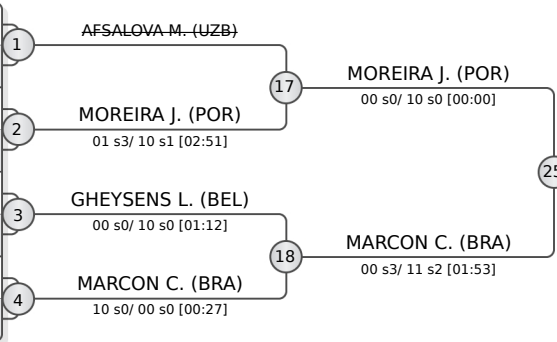 1
AFSALOVA M. (UZB)
17
MOREIRA J. (POR)
00 s0/ 10 s0 [00:00]
2
MOREIRA J. (POR)
01 s3/ 10 s1 [02:51]
25
3
GHEYSENS L. (BEL)
00 s0/ 10 s0 [01:12]
18
MARCON C. (BRA)
00 s3/ 11 s2 [01:53]
4
MARCON C. (BRA)
10 s0/ 00 s0 [00:27]